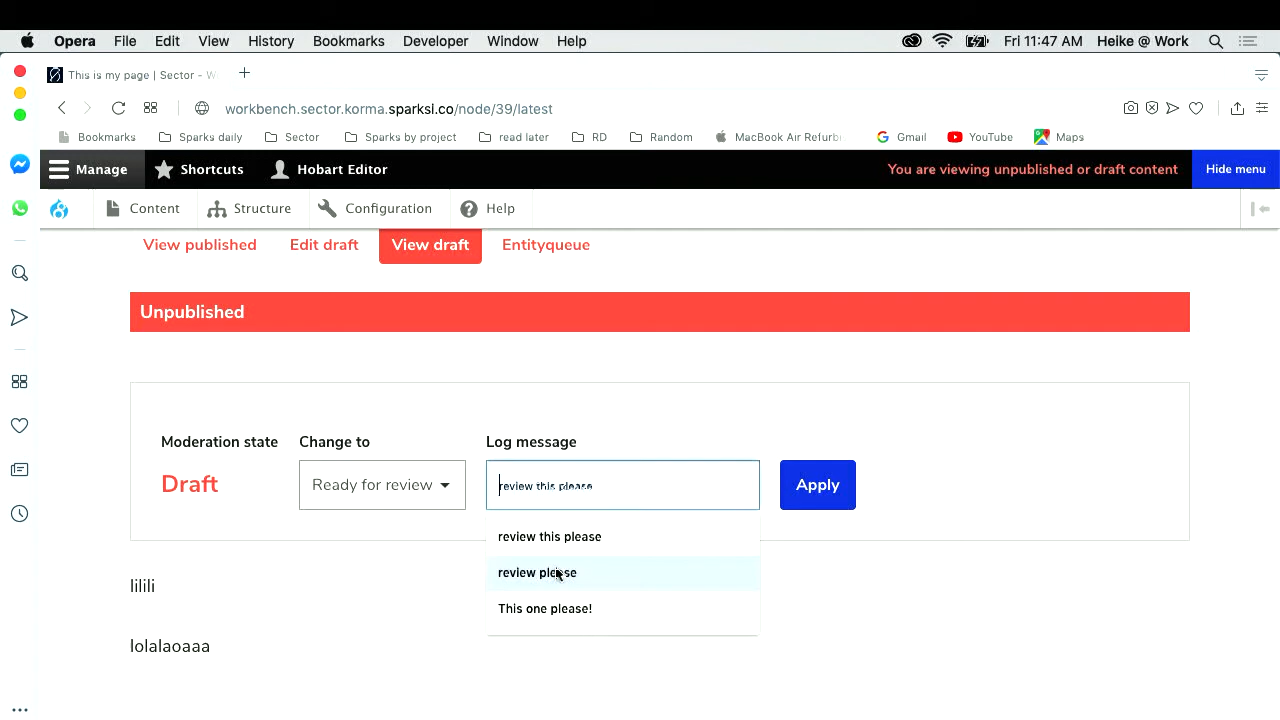 Opera File Edit View History Bookmarks Developer Window Help Fri 11:47 AM Heike @ Work
This is my page | Sector - W
workbench.sector.korma.sparksl.co/node/39/latest
Bookmarks Sparks daily Sector Sparks by project read later RD Random MacBook Air Refurbi Gmail YouTube Maps
Manage Shortcuts Hobart Editor You are viewing unpublished or draft content Hide menu
Content Structure Configuration Help
View published Edit draft View draft Entityqueue
Unpublished
Moderation state Change to Log message
Draft Ready for review review this please Apply
review this please
review please
This one please!
lilili
lolalaoaaa